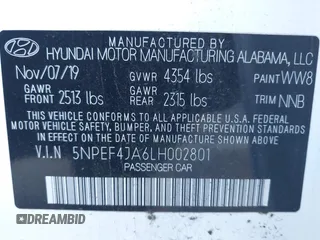 MANUFACTURED BY
HYUNDAI MOTOR MANUFACTURING ALABAMA, LLC
Nov/07/19 GVWR 4354 lbs PAINT WW8
GAWR FRONT 2513 lbs GAWR REAR 2315 lbs TRIM NNB
THIS VEHICLE CONFORMS TO ALL APPLICABLE U.S.A. FEDERAL
MOTOR VEHICLE SAFETY, BUMPER, AND THEFT PREVENTION
STANDARDS IN EFFECT ON THE DATE OF MANUFACTURE SHOWN ABOVE.
V.I.N 5NPEF4JA6LH002801
PASSENGER CAR
DREAMBID